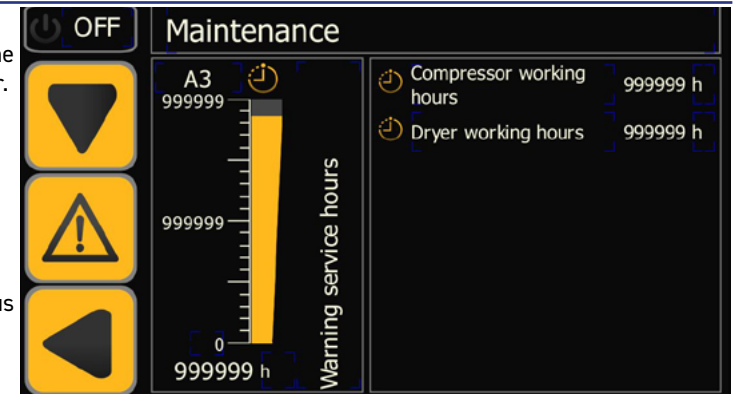 OFF
Maintenance
A3
999999
999999
0
999999 h
Warning service hours
Compressor working
hours
999999 h
Dryer working hours
999999 h